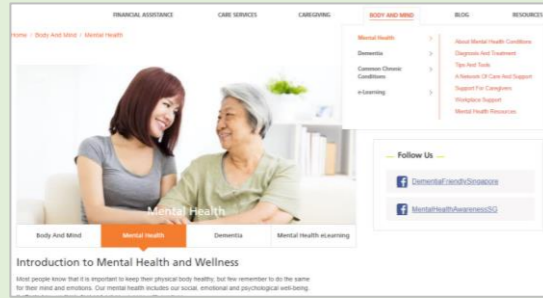 FINANCIAL ASSISTANCE CARE SERVICES CAREGIVING BODY AND MIND BLOG RESOURCES
Home / Body And Mind / Mental Health
Mental Health >
Dementia >
Common Chronic
Conditions >
e-Learning >
About Mental Health Conditions
Diagnosis And Treatment
Tips And Tools
A Network Of Care And Support
Support For Caregivers
Workplace Support
Mental Health Resources
Mental Health
Follow Us
DementiaFriendlySingapore
MentalHealthAwarenessSG
Body And Mind Mental Health Dementia Mental Health eLearning
Introduction to Mental Health and Wellness
Most people know that it is important to keep their physical body healthy, but few remember to do the same
for their mind and emotions. Our mental health includes our social, emotional and psychological well-being.